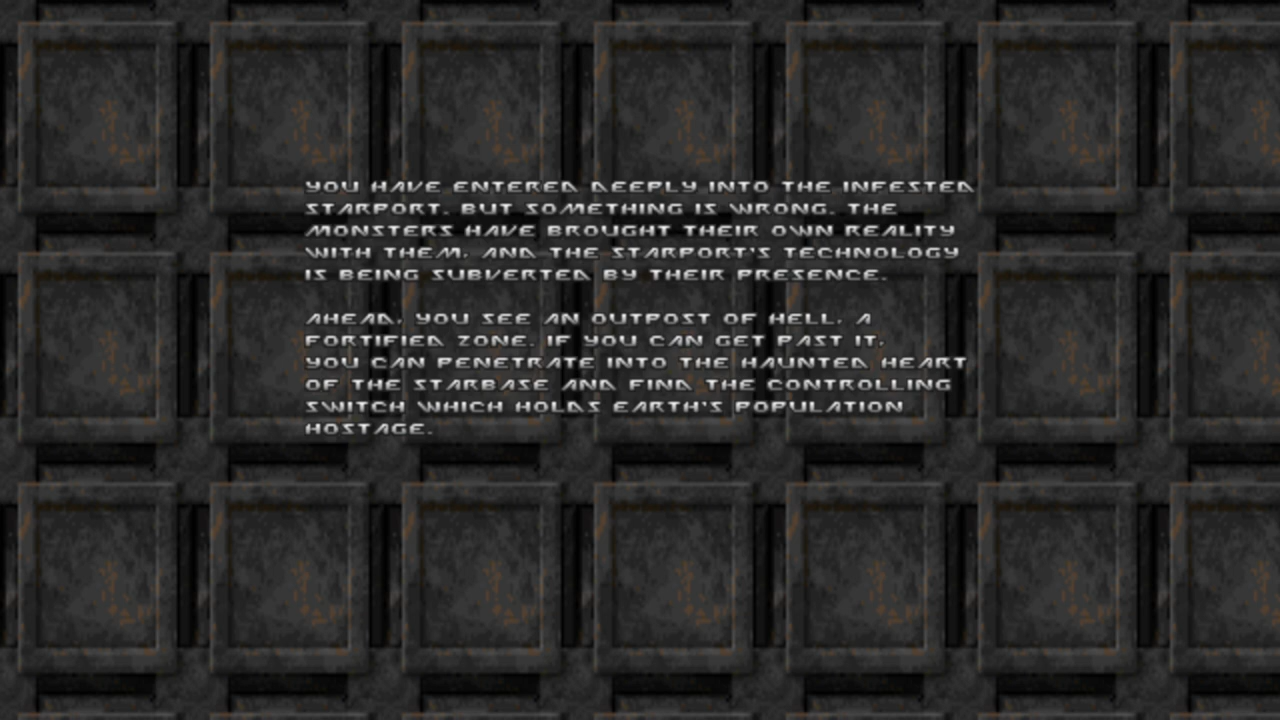 YOU HAVE ENTERED DEEPLY INTO THE INFESTED
STARPORT. BUT SOMETHING IS WRONG. THE
MONSTERS HAVE BROUGHT THEIR OWN REALITY
WITH THEM, AND THE STARPORT'S TECHNOLOGY
IS BEING SUBVERTED BY THEIR PRESENCE.
AHEAD, YOU SEE AN OUTPOST OF HELL, A
FORTIFIED ZONE. IF YOU CAN GET PAST IT,
YOU CAN PENETRATE INTO THE HAUNTED HEART
OF THE STARBASE AND FIND THE CONTROLLING
SWITCH WHICH HOLDS EARTH'S POPULATION
HOSTAGE.